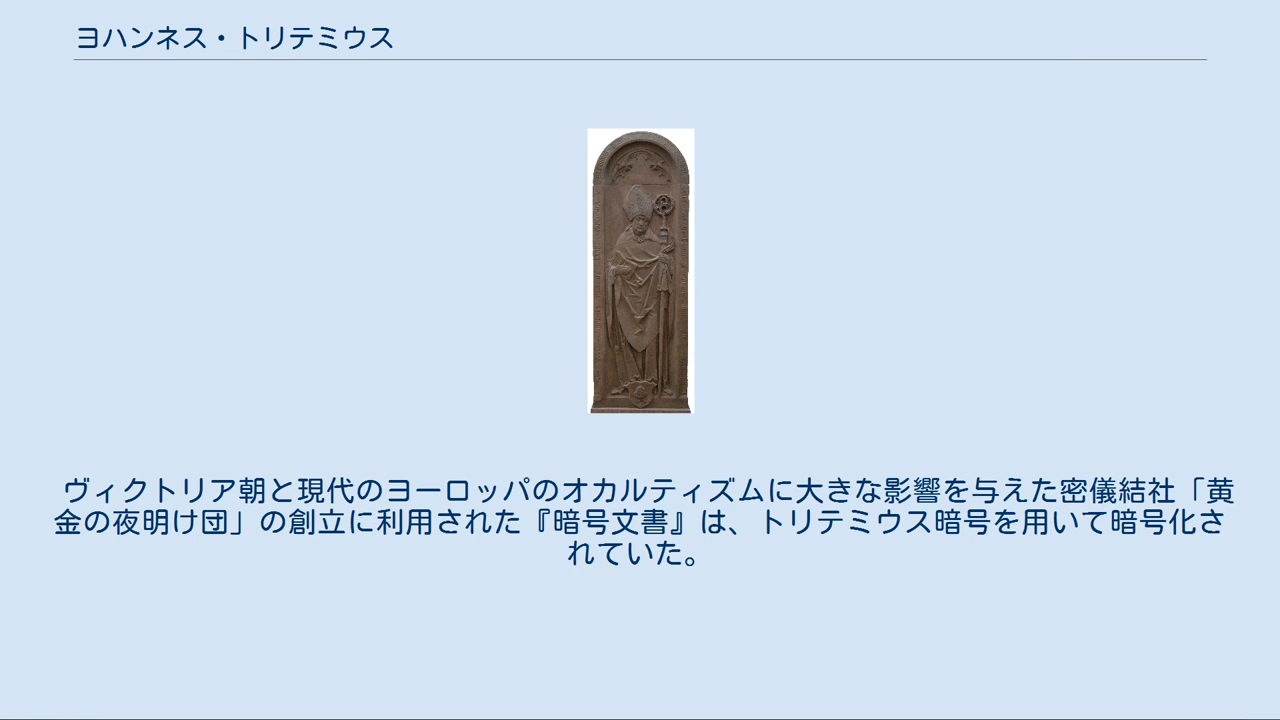 ヨハンネス・トリテミウス
ヴィクトリア朝と現代のヨーロッパのオカルティズムに大きな影響を与えた密儀結社「黄
金の夜明け団」の創立に利用された『暗号文書』は、トリテミウス暗号を用いて暗号化さ
れていた。